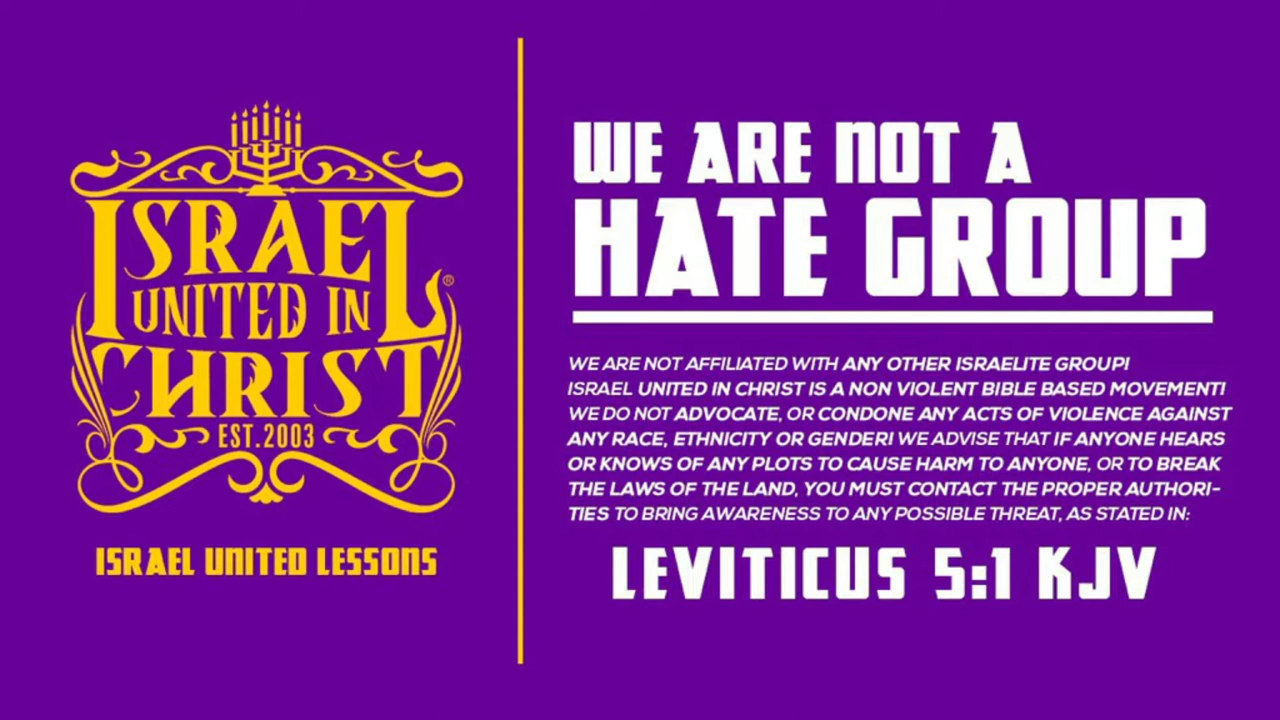 ISRAEL
UNITED IN
CHRIST
EST.2003
®
ISRAEL UNITED LESSONS
WE ARE NOT A
HATE GROUP
WE ARE NOT AFFILIATED WITH ANY OTHER ISRAELITE GROUP!
ISRAEL UNITED IN CHRIST IS A NON VIOLENT BIBLE BASED MOVEMENT!
WE DO NOT ADVOCATE, OR CONDONE ANY ACTS OF VIOLENCE AGAINST
ANY RACE, ETHNICITY OR GENDER! WE ADVISE THAT IF ANYONE HEARS
OR KNOWS OF ANY PLOTS TO CAUSE HARM TO ANYONE, OR TO BREAK
THE LAWS OF THE LAND, YOU MUST CONTACT THE PROPER AUTHORI-
TIES TO BRING AWARENESS TO ANY POSSIBLE THREAT, AS STATED IN:
LEVITICUS 5:1 KJV